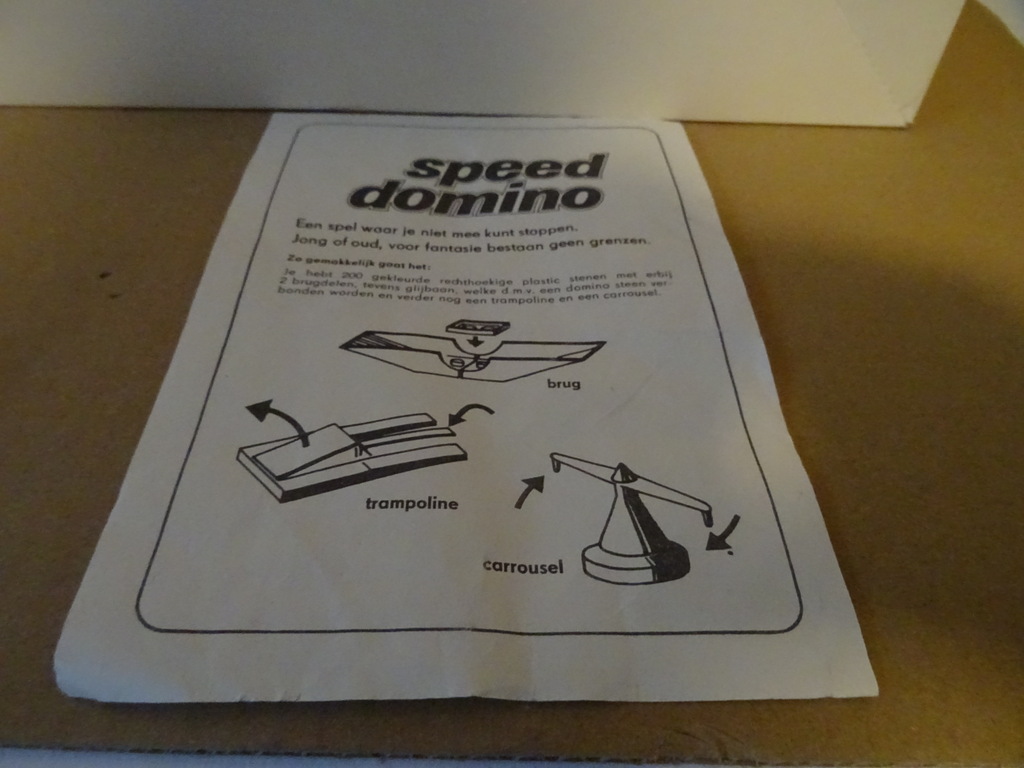 speed
domino
Een spel waar je niet mee kunt stoppen.
Jong of oud, voor fantasie bestaan geen grenzen.
Zo gemakkelijk gaat het:
Je hebt 200 gekleurde rechthoekige plastic stenen met erbij
2 brugdelen, tevens glijbaan, welke d.m.v. een domino steen ver-
bonden worden en verder nog een trampoline en een carrousel.
brug
trampoline
carrousel